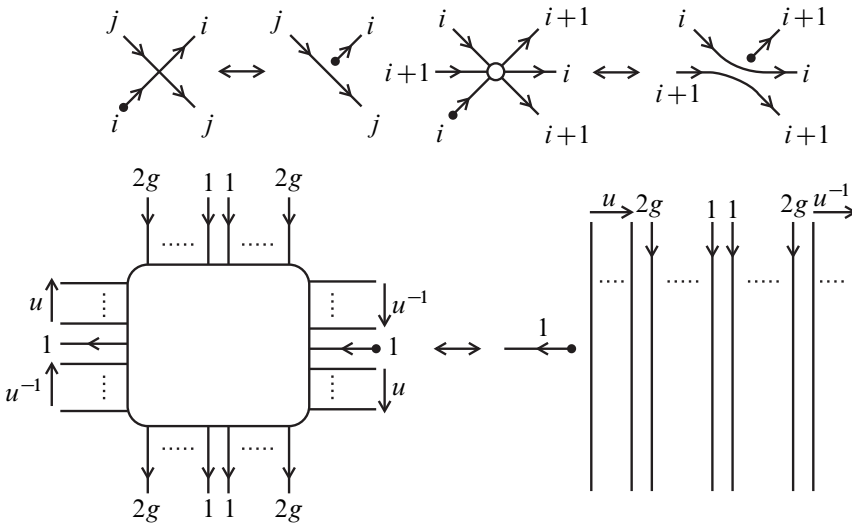 j i j i i i+1 i i+1
i+1 i i+1 i
i j j i i+1 i+1
2g 1 1 2g u 2g 1 1 2g u⁻¹
..... ..... ..... ..... ..... .....
u u⁻¹
1 1 1
u⁻¹ u
..... .....
2g 1 1 2g